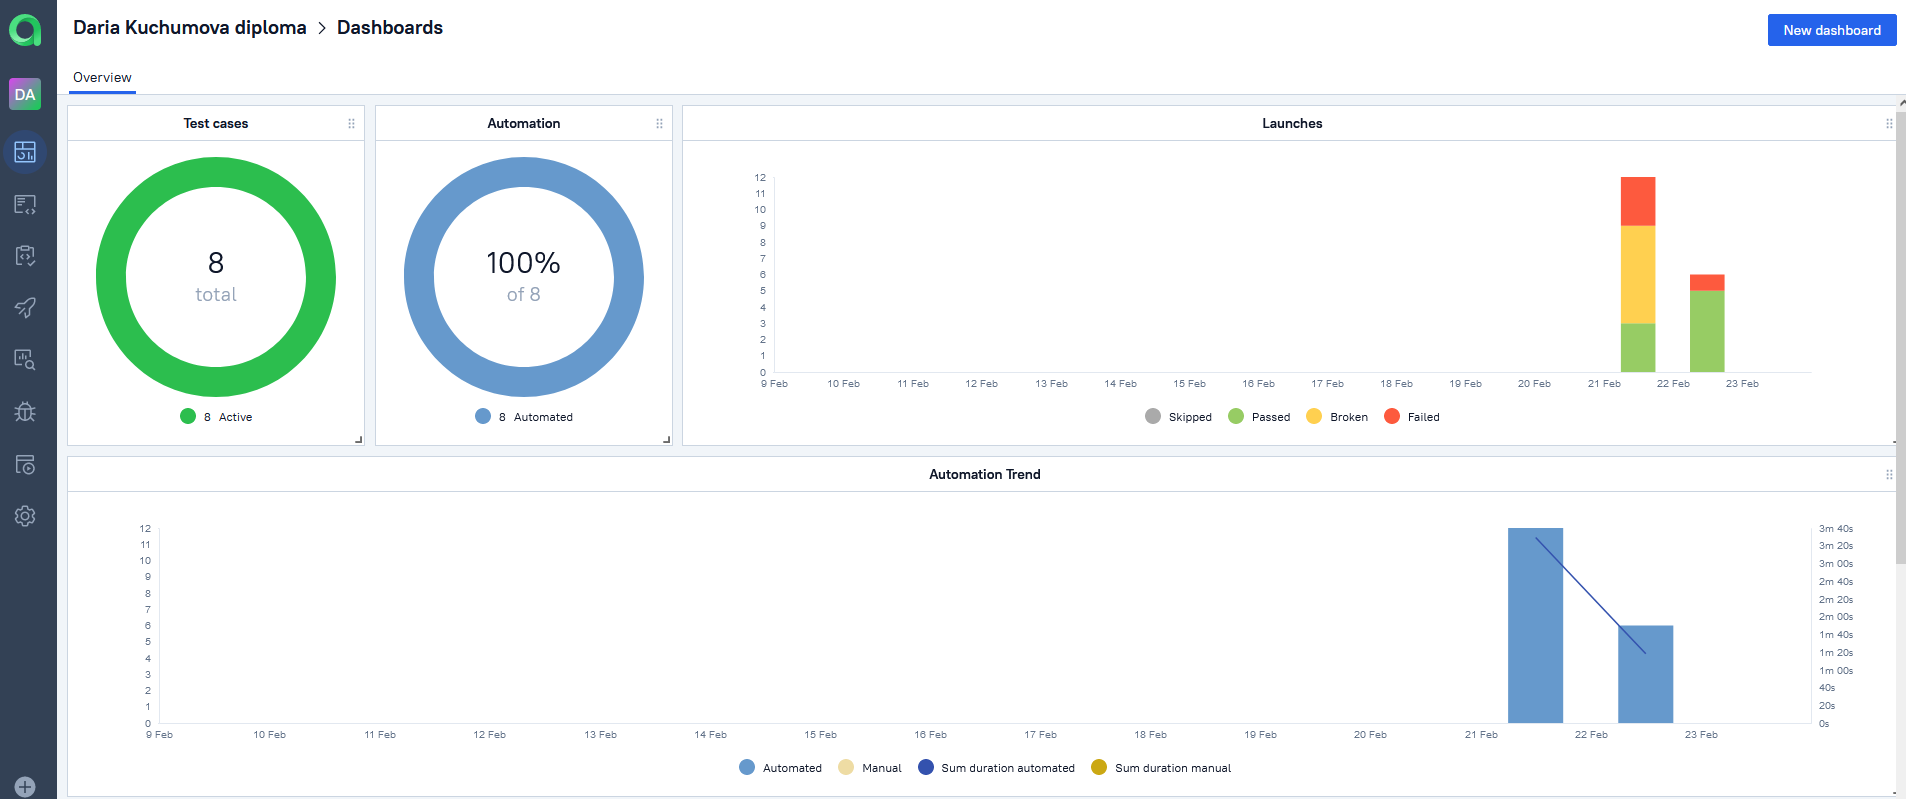 Daria Kuchumova diploma > Dashboards
New dashboard
DA
Overview
Test cases
8
total
8 Active
Automation
100%
of 8
8 Automated
Launches
12
11
10
9
8
7
6
5
4
3
2
1
0
9 Feb 10 Feb 11 Feb 12 Feb 13 Feb 14 Feb 15 Feb 16 Feb 17 Feb 18 Feb 19 Feb 20 Feb 21 Feb 22 Feb 23 Feb
Skipped Passed Broken Failed
Automation Trend
12
11
10
9
8
7
6
5
4
3
2
1
0
3m 40s
3m 20s
3m 00s
2m 40s
2m 20s
2m 00s
1m 40s
1m 20s
1m 00s
40s
20s
0s
9 Feb 10 Feb 11 Feb 12 Feb 13 Feb 14 Feb 15 Feb 16 Feb 17 Feb 18 Feb 19 Feb 20 Feb 21 Feb 22 Feb 23 Feb
Automated Manual Sum duration automated Sum duration manual